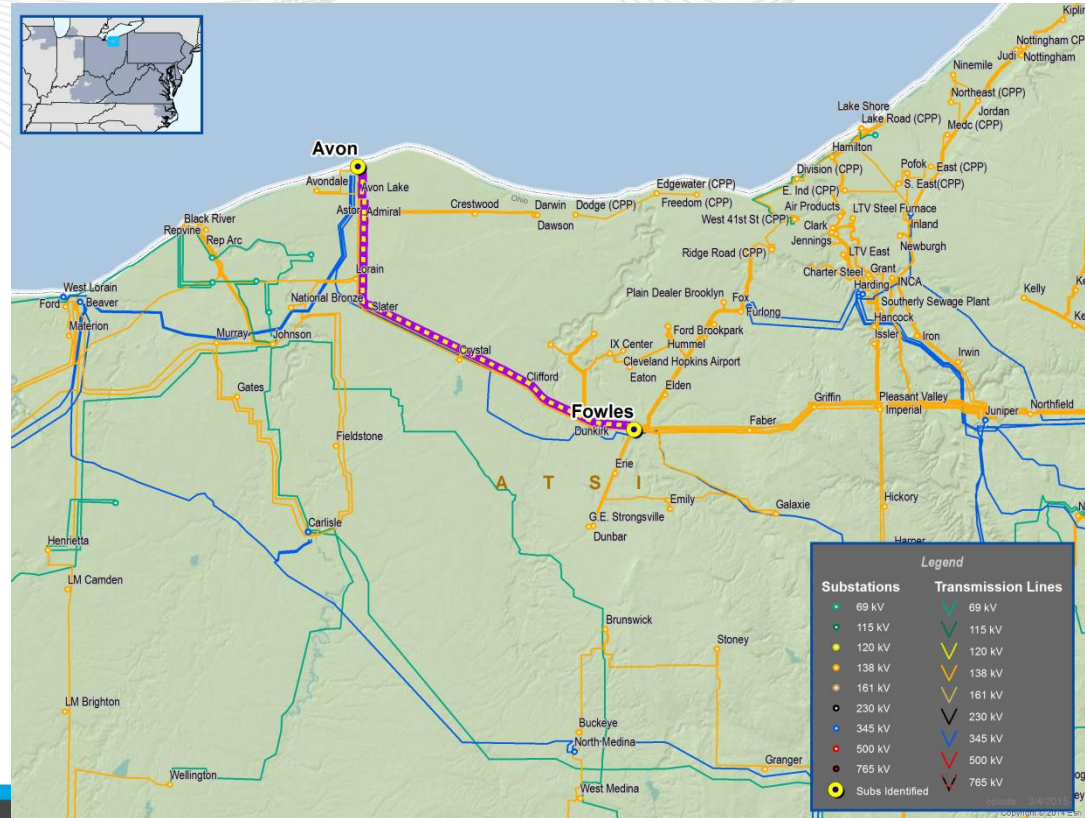 Kiplin
Nottingham CP
Judi
Nottingham
Ninemile
Northeast (CPP)
Jordan
Lake Shore
Lake Road (CPP)
Medc (CPP)
Avon
Hamilton
Pofok
East (CPP)
Division (CPP)
Avondale
Avon Lake
S. East(CPP)
E. Ind (CPP)
Edgewater (CPP)
Ohio
Crestwood
Darwin
Dodge (CPP)
Freedom (CPP)
Air Products
LTV Steel Furnace
Black River
Astor
Admiral
Dawson
West 41st St (CPP)
Inland
Repvine
Clark
Rep Arc
Jennings
Newburgh
Ridge Road (CPP)
LTV East
Lorain
Charter Steel
Grant
INCA
West Lorain
Harding
Kelly
Ford
Beaver
National Bronze
Slater
Plain Dealer Brooklyn
Fox
Southerly Sewage Plant
Furlong
Hancock
Materion
Murray
Johnson
Ford Brookpark
Issler
Iron
IX Center
Hummel
Crystal
Cleveland Hopkins Airport
Irwin
Eaton
Clifford
Gates
Elden
Fowles
Griffin
Pleasant Valley
Imperial
Northfield
Juniper
Dunkirk
Faber
Fieldstone
Erie
A T S I
Emily
Hickory
Galaxie
G.E. Strongsville
Carlisle
Dunbar
Henrietta
Harper
LM Camden
Brunswick
Stoney
LM Brighton
Buckeye
North Medina
Granger
Wellington
West Medina
Legend
Substations
Transmission Lines
69 kV
69 kV
115 kV
115 kV
120 kV
120 kV
138 kV
138 kV
161 kV
161 kV
230 kV
230 kV
345 kV
345 kV
500 kV
500 kV
765 kV
765 kV
Subs Identified